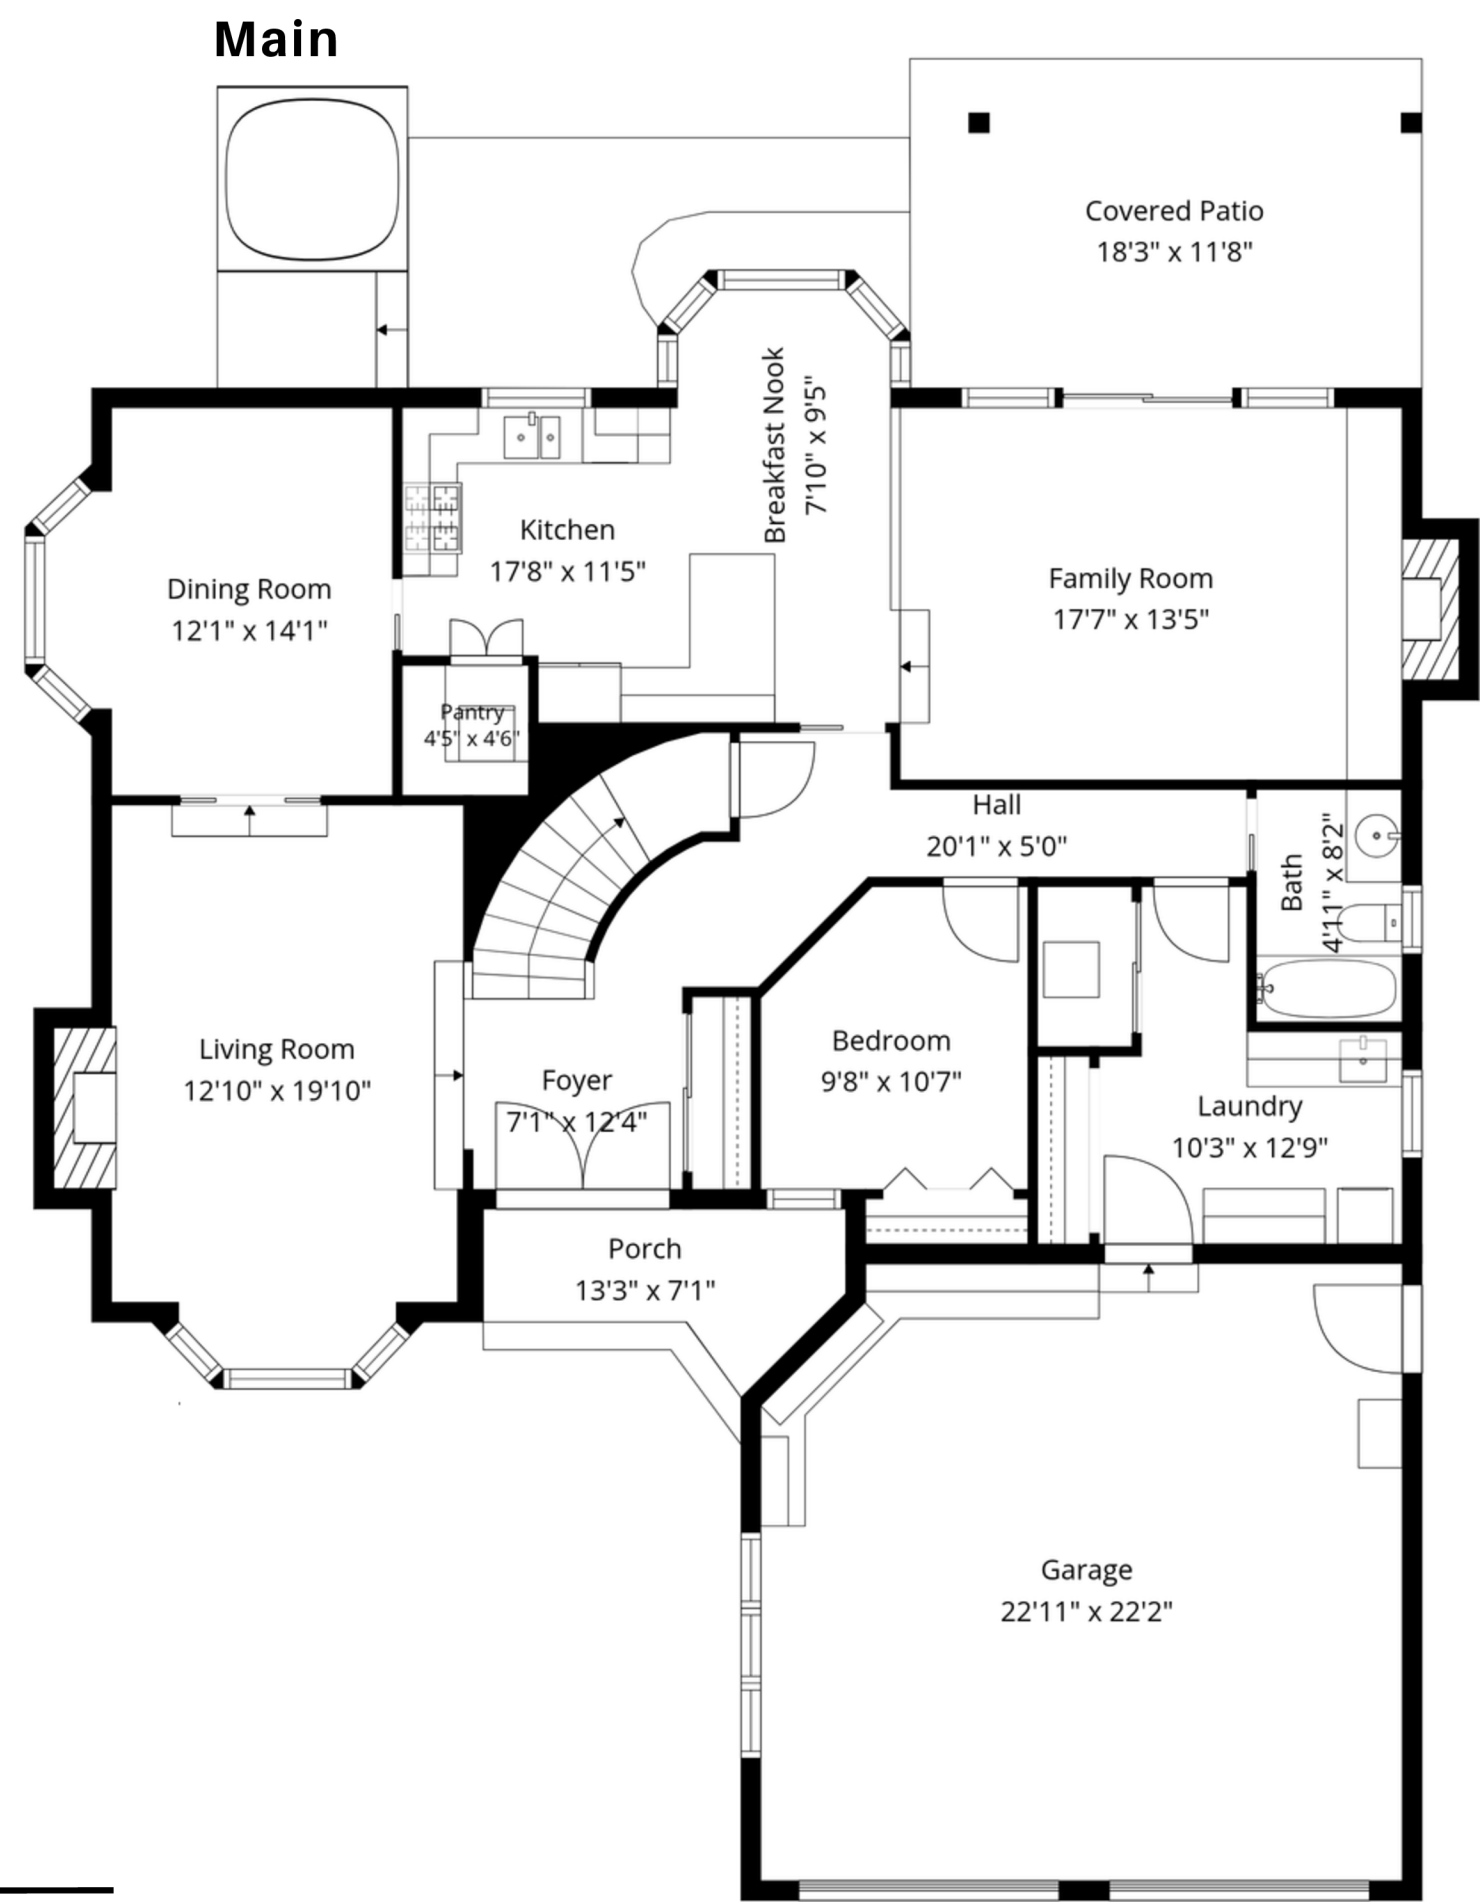 Main
Covered Patio
18'3" x 11'8"
Breakfast Nook
7'10" x 9'5"
Kitchen
17'8" x 11'5"
Dining Room
12'1" x 14'1"
Family Room
17'7" x 13'5"
Pantry
4'5" x 4'6"
Hall
20'1" x 5'0"
Bath
4'11" x 8'2"
Living Room
12'10" x 19'10"
Foyer
7'1" x 12'4"
Bedroom
9'8" x 10'7"
Laundry
10'3" x 12'9"
Porch
13'3" x 7'1"
Garage
22'11" x 22'2"